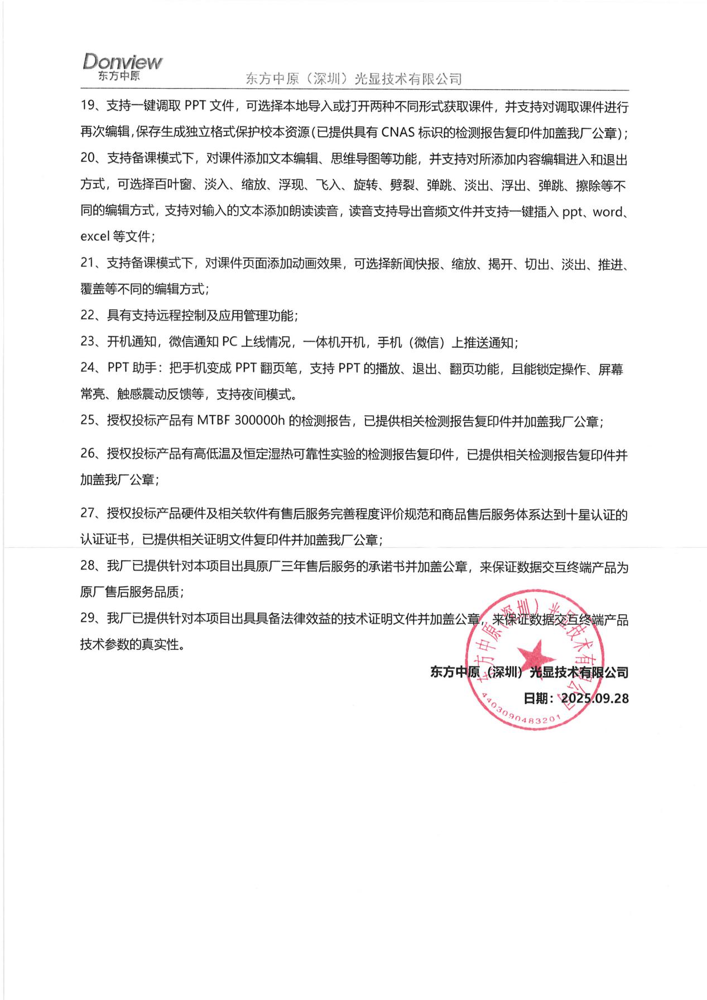 Donview
东方中原
东方中原（深圳）光显技术有限公司
19、支持一键调取 PPT 文件，可选择本地导入或打开两种不同形式获取课件，并支持对调取课件进行
再次编辑，保存生成独立格式保护校本资源（已提供具有 CNAS 标识的检测报告复印件加盖我厂公章）；
20、支持备课模式下，对课件添加文本编辑、思维导图等功能，并支持对所添加内容编辑进入和退出
方式，可选择百叶窗、淡入、缩放、浮现、飞入、旋转、劈裂、弹跳、淡出、浮出、弹跳、擦除等不
同的编辑方式，支持对输入的文本添加朗读读音，读音支持导出音频文件并支持一键插入 ppt、word、
excel 等文件；
21、支持备课模式下，对课件页面添加动画效果，可选择新闻快报、缩放、揭开、切出、淡出、推进、
覆盖等不同的编辑方式；
22、具有支持远程控制及应用管理功能；
23、开机通知，微信通知 PC 上线情况，一体机开机，手机（微信）上推送通知；
24、PPT 助手：把手机变成 PPT 翻页笔，支持 PPT 的播放、退出、翻页功能，且能锁定操作、屏幕
常亮、触感震动反馈等，支持夜间模式。
25、授权投标产品有 MTBF 300000h 的检测报告，已提供相关检测报告复印件并加盖我厂公章；
26、授权投标产品有高低温及恒定湿热可靠性实验的检测报告复印件，已提供相关检测报告复印件并
加盖我厂公章；
27、授权投标产品硬件及相关软件有售后服务完善程度评价规范和商品售后服务体系达到十星认证的
认证证书，已提供相关证明文件复印件并加盖我厂公章；
28、我厂已提供针对本项目出具原厂三年售后服务的承诺书并加盖公章，来保证数据交互终端产品为
原厂售后服务品质；
29、我厂已提供针对本项目出具具备法律效益的技术证明文件并加盖公章，来保证数据交互终端产品
技术参数的真实性。
东方中原（深圳）光显技术有限公司
日期：2025.09.28
东方中原（深圳）光显技术有限公司
4403090483201